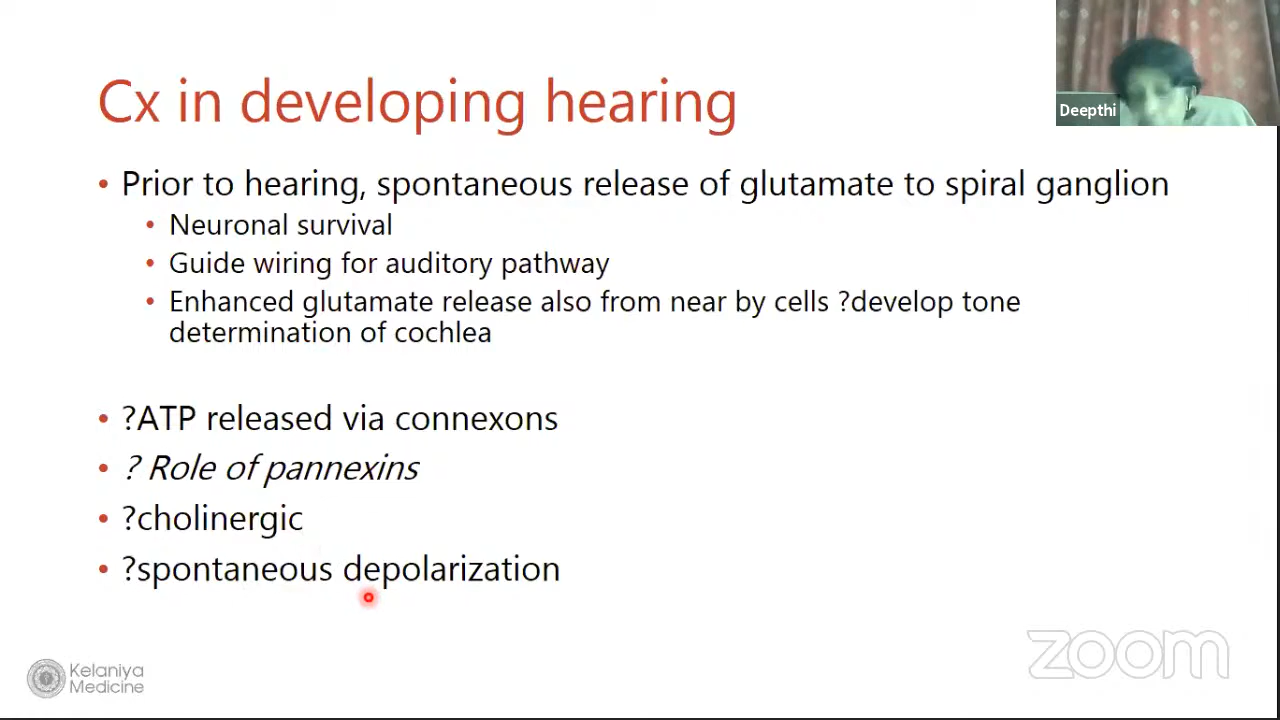 Cx in developing hearing
Deepthi
• Prior to hearing, spontaneous release of glutamate to spiral ganglion
• Neuronal survival
• Guide wiring for auditory pathway
• Enhanced glutamate release also from near by cells ?develop tone
determination of cochlea
• ?ATP released via connexons
• ? Role of pannexins
• ?cholinergic
• ?spontaneous depolarization
Kelaniya
Medicine
zoom